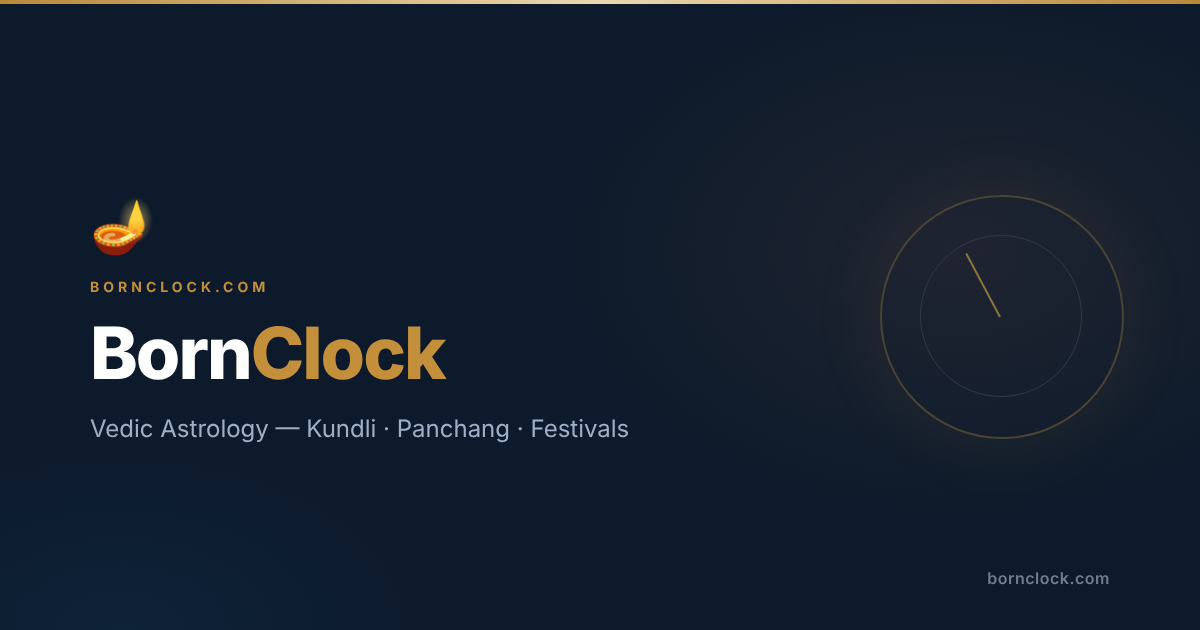 BORNCLOCK.COM
BornClock
Vedic Astrology — Kundli · Panchang · Festivals
bornclock.com